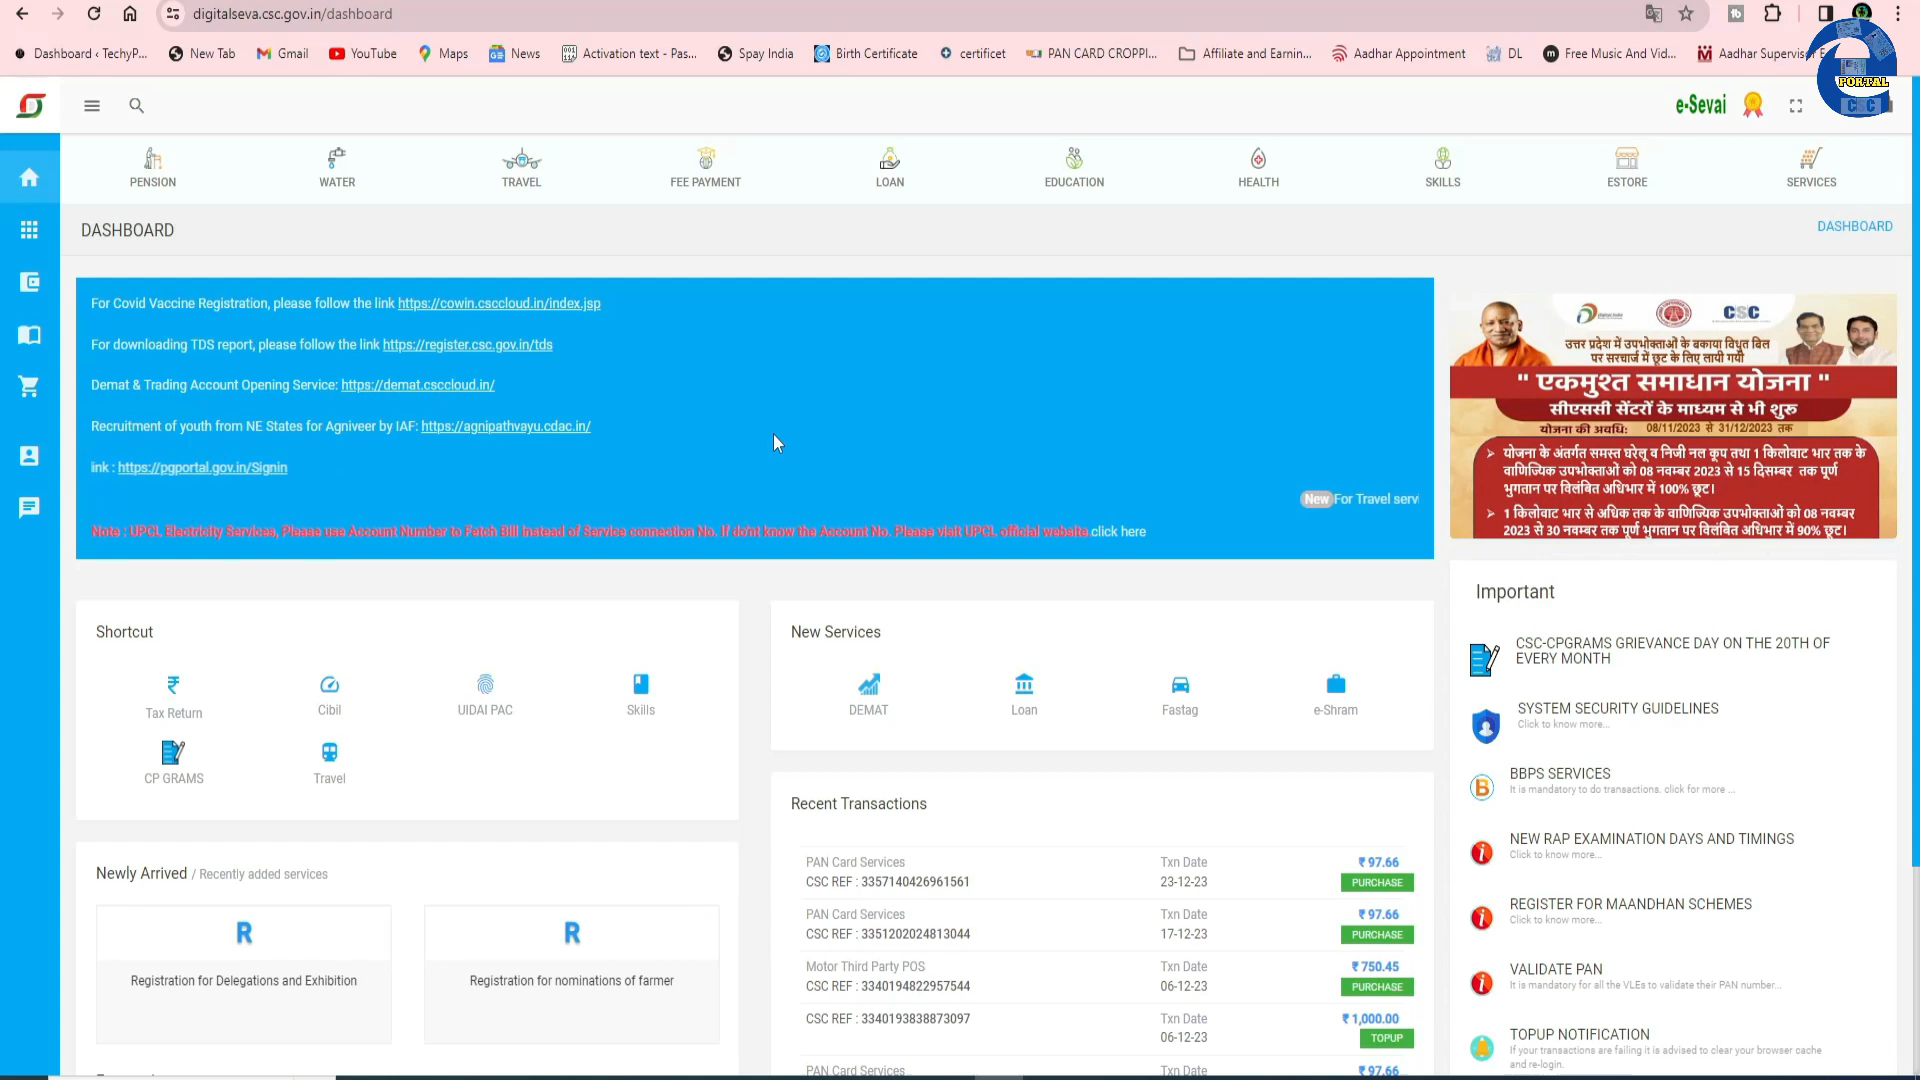 digitalseva.csc.gov.in/dashboard
Dashboard ‹ TechyP... New Tab Gmail YouTube Maps News Activation text - Pas... Spay India Birth Certificate certificet PAN CARD CROPPI... Affiliate and Earnin... Aadhar Appointment DL Free Music And Vid... Aadhar Supervisor
PORTAL
CSC
e-Sevai
PENSION WATER TRAVEL FEE PAYMENT LOAN EDUCATION HEALTH SKILLS ESTORE SERVICES
DASHBOARD
DASHBOARD
For Covid Vaccine Registration, please follow the link https://cowin.csccloud.in/index.jsp
For downloading TDS report, please follow the link https://register.csc.gov.in/tds
Demat & Trading Account Opening Service: https://demat.csccloud.in/
Recruitment of youth from NE States for Agniveer by IAF: https://agnipathvayu.cdac.in/
link : https://pgportal.gov.in/Signin
New For Travel serv
Note : UPCL Electricity Services, Please use Account Number to Fetch Bill Instead of Service connection No. If do'nt know the Account No. Please visit UPCL official website.click here
CSC
उत्तर प्रदेश में उपभोक्ताओं के बकाया विधुत बिल
पर सरचार्ज में छूट के लिए लायी गयी
" एकमुश्त समाधान योजना "
सीएससी सेंटरों के माध्यम से भी शुरू
योजना की अवधि: 08/11/2023 से 31/12/2023 तक
योजना के अंतर्गत समस्त घरेलू व निजी नल कूप तथा 1 किलोवाट भार तक के
वाणिज्यिक उपभोक्ताओं को 08 नवम्बर 2023 से 15 दिसम्बर तक पूर्ण
भुगतान पर विलंबित अधिभार में 100% छूट।
1 किलोवाट भार से अधिक तक के वाणिज्यिक उपभोक्ताओं को 08 नवम्बर
2023 से 30 नवम्बर तक पूर्ण भुगतान पर विलंबित अधिभार में 90% छूट।
Shortcut
Tax Return Cibil UIDAI PAC Skills
CP GRAMS Travel
New Services
DEMAT Loan Fastag e-Shram
Newly Arrived / Recently added services
R R
Registration for Delegations and Exhibition
Registration for nominations of farmer
Recent Transactions
PAN Card Services Txn Date ₹ 97.66
CSC REF : 3357140426961561 23-12-23 PURCHASE
PAN Card Services Txn Date ₹ 97.66
CSC REF : 3351202024813044 17-12-23 PURCHASE
Motor Third Party POS Txn Date ₹ 750.45
CSC REF : 3340194822957544 06-12-23 PURCHASE
CSC REF : 3340193838873097 Txn Date ₹ 1,000.00
06-12-23 TOPUP
PAN Card Services Txn Date ₹ 97.66
Important
CSC-CPGRAMS GRIEVANCE DAY ON THE 20TH OF
EVERY MONTH
SYSTEM SECURITY GUIDELINES
Click to know more...
BBPS SERVICES
It is mandatory to do transactions. click for more ...
NEW RAP EXAMINATION DAYS AND TIMINGS
Click to know more...
REGISTER FOR MAANDHAN SCHEMES
Click to know more...
VALIDATE PAN
It is mandatory for all the VLEs to validate their PAN number...
TOPUP NOTIFICATION
If your transactions are failing it is advised to clear your browser cache
and re-login.